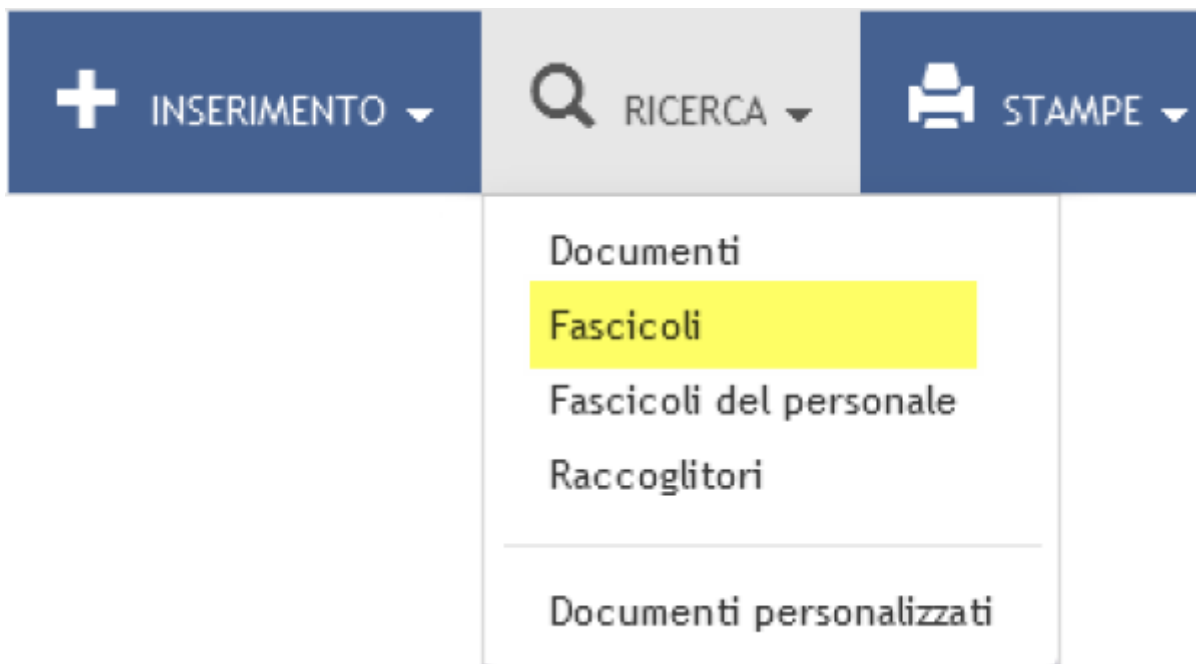 INSERIMENTO
RICERCA
STAMPE
Documenti
Fascicoli
Fascicoli del personale
Raccoglitori
Documenti personalizzati